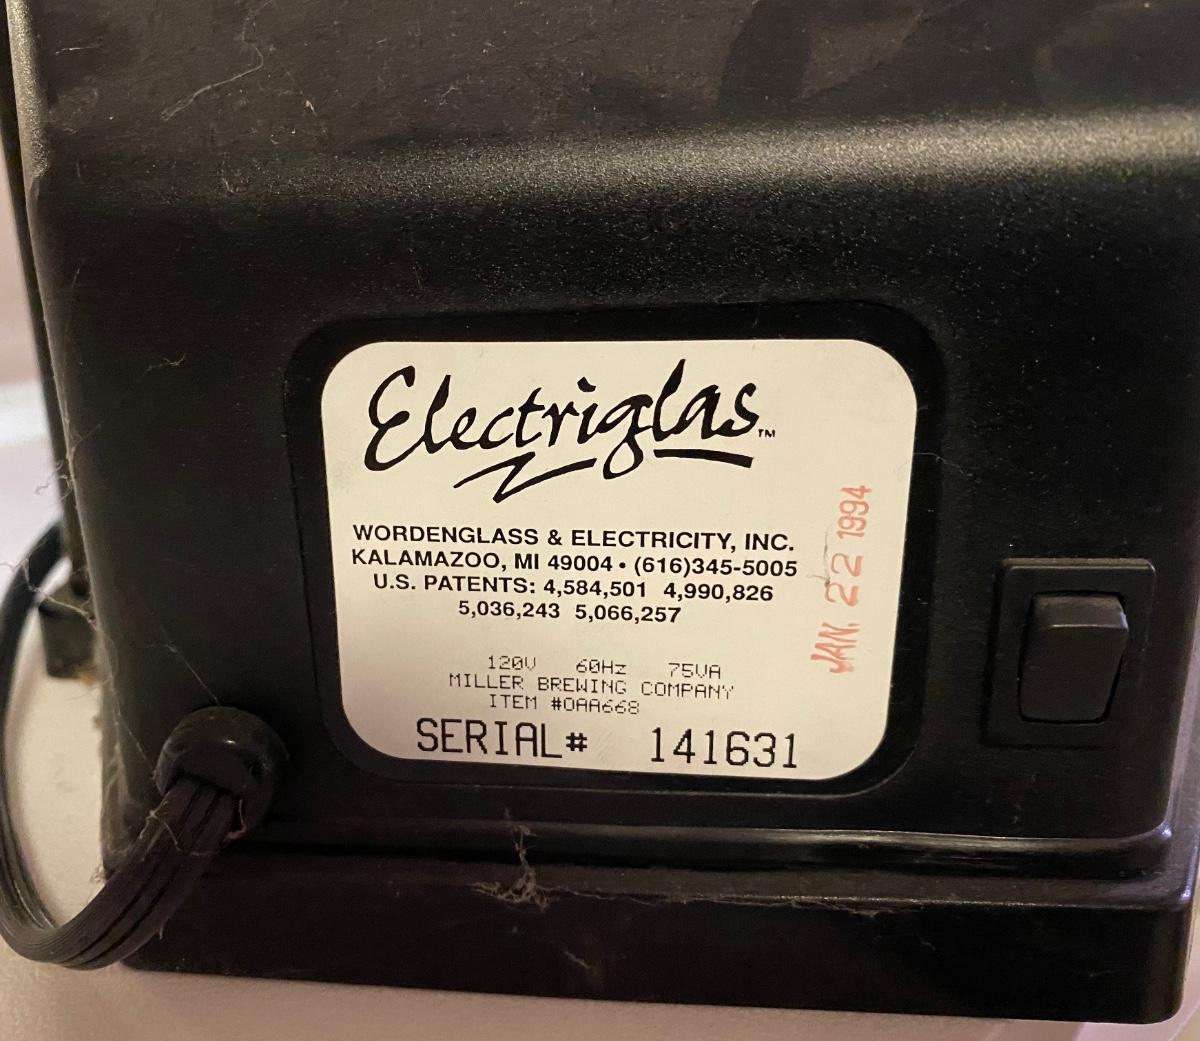 Electriglas™
WORDENGLASS & ELECTRICITY, INC.
KALAMAZOO, MI 49004 • (616)345-5005
U.S. PATENTS: 4,584,501 4,990,826
5,036,243 5,066,257
120V 60Hz 75VA
MILLER BREWING COMPANY
ITEM #OAA668
SERIAL# 141631
JAN. 22 1994